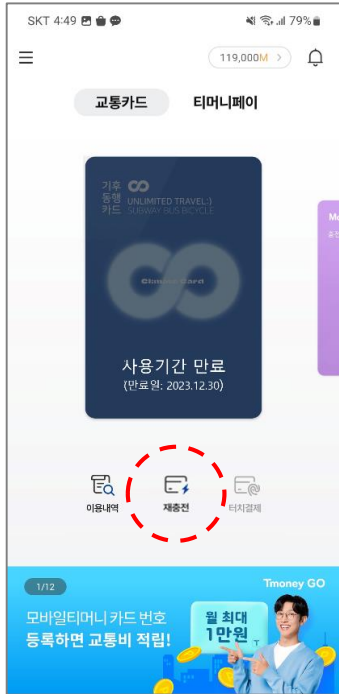 SKT 4:49
79%
119,000M >
교통카드 티머니페이
기후
동행
카드
UNLIMITED TRAVEL:)
SUBWAY BUS BICYCLE
Climate Card
사용기간 만료
(만료일: 2023.12.30)
이용내역 재충전 터치결제
1/12
Tmoney GO
모바일티머니 카드 번호
등록하면 교통비 적립!
월 최대
1만원